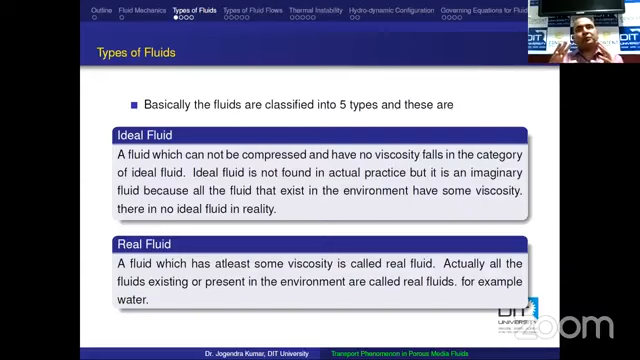 Outline Fluid Mechanics Types of Fluids Types of Fluid Flows Thermal Instability Hydro-dynamic Configuration Governing Equations for Fluid
Types of Fluids
Basically the fluids are classified into 5 types and these are
Ideal Fluid
A fluid which can not be compressed and have no viscosity falls in the category
of ideal fluid. Ideal fluid is not found in actual practice but it is an imaginary
fluid because all the fluid that exist in the environment have some viscosity.
there in no ideal fluid in reality.
Real Fluid
A fluid which has atleast some viscosity is called real fluid. Actually all the
fluids existing or present in the environment are called real fluids. for example
water.
DIT
UNIVERSITY
zoom
Dr. Jogendra Kumar, DIT University Transport Phenomenon in Porous Media Fluids